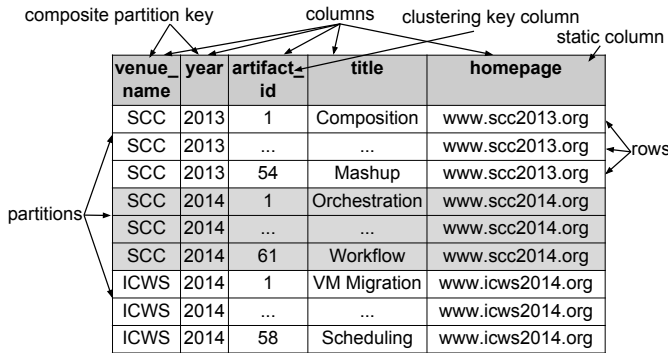 composite partition key columns clustering key column
static column
venue_ year artifact_ title homepage
name id
SCC 2013 1 Composition www.scc2013.org
SCC 2013 ... ... www.scc2013.org
SCC 2013 54 Mashup www.scc2013.org
SCC 2014 1 Orchestration www.scc2014.org
SCC 2014 ... ... www.scc2014.org
SCC 2014 61 Workflow www.scc2014.org
ICWS 2014 1 VM Migration www.icws2014.org
ICWS 2014 ... ... www.icws2014.org
ICWS 2014 58 Scheduling www.icws2014.org
rows
partitions